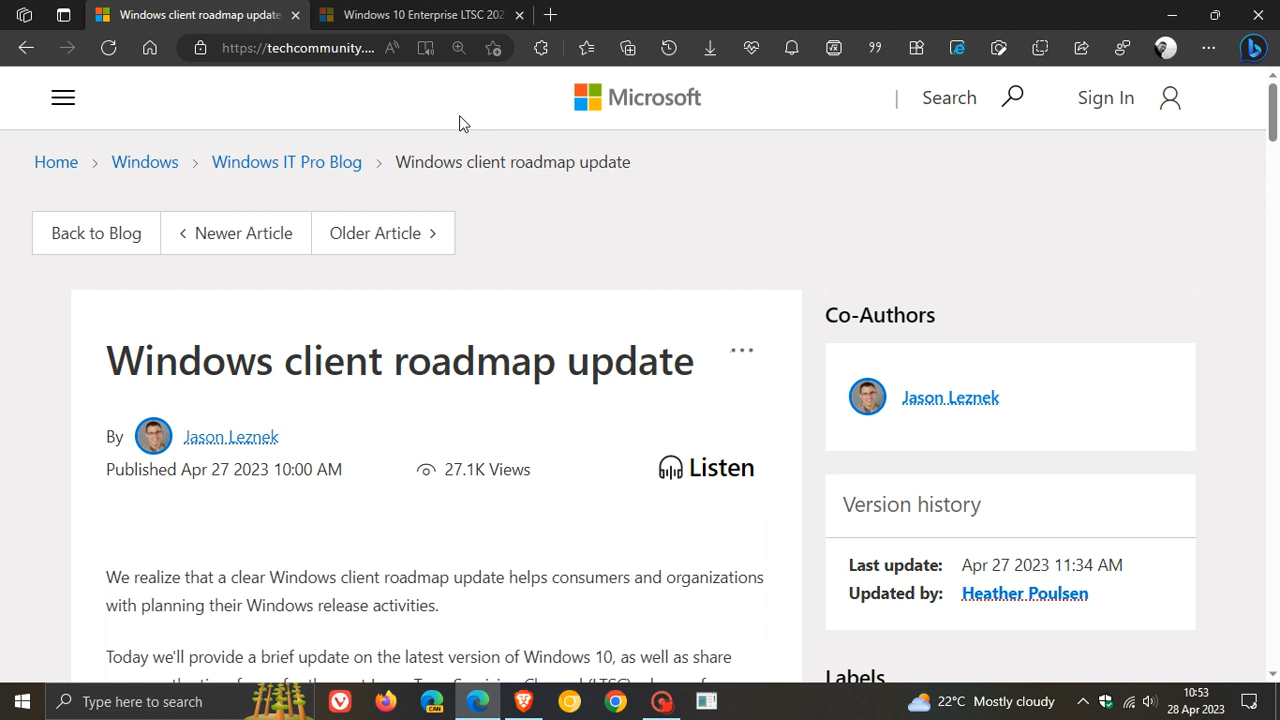 Windows client roadmap update
Windows 10 Enterprise LTSC 202
https://techcommunity....
Microsoft
Search
Sign In
Home > Windows > Windows IT Pro Blog > Windows client roadmap update
Back to Blog
< Newer Article
Older Article >
Windows client roadmap update
By Jason Leznek
Published Apr 27 2023 10:00 AM
27.1K Views
Listen
We realize that a clear Windows client roadmap update helps consumers and organizations
with planning their Windows release activities.
Today we'll provide a brief update on the latest version of Windows 10, as well as share
Co-Authors
Jason Leznek
Version history
Last update: Apr 27 2023 11:34 AM
Updated by: Heather Poulsen
Labels
Type here to search
CAN
22°C Mostly cloudy
10:53
28 Apr 2023